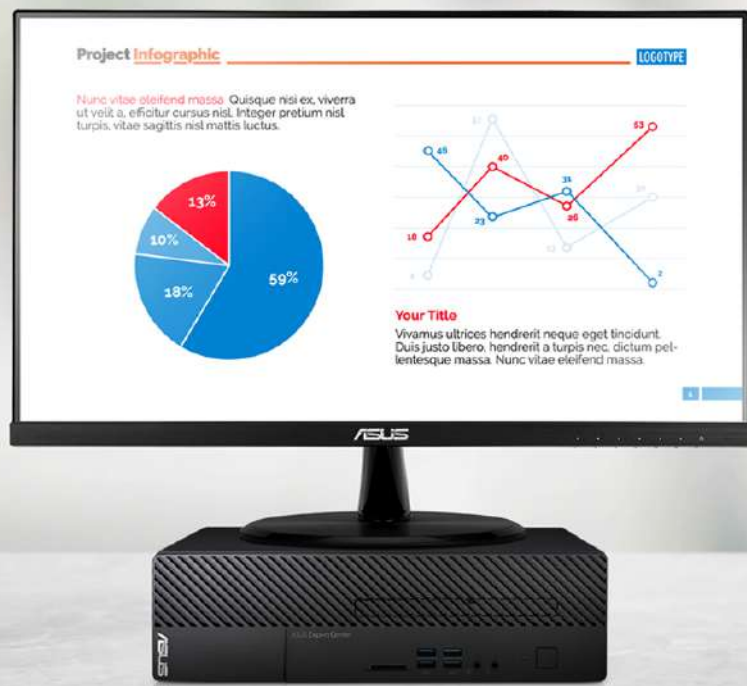 Project Infographic
LOGOTYPE
Nunc vitae eleifend massa. Quisque nisi ex, viverra
ut velit a, efficitur cursus nisl. Integer pretium nisl
turpis, vitae sagittis nisl mattis luctus.
13%
10%
18%
59%
53
46
40
31
23
26
18
2
Your Title
Vivamus ultrices hendrerit neque eget tincidunt.
Duis justo libero, hendrerit a turpis nec, dictum pel-
lentesque massa. Nunc vitae eleifend massa.
ASUS
ASUS